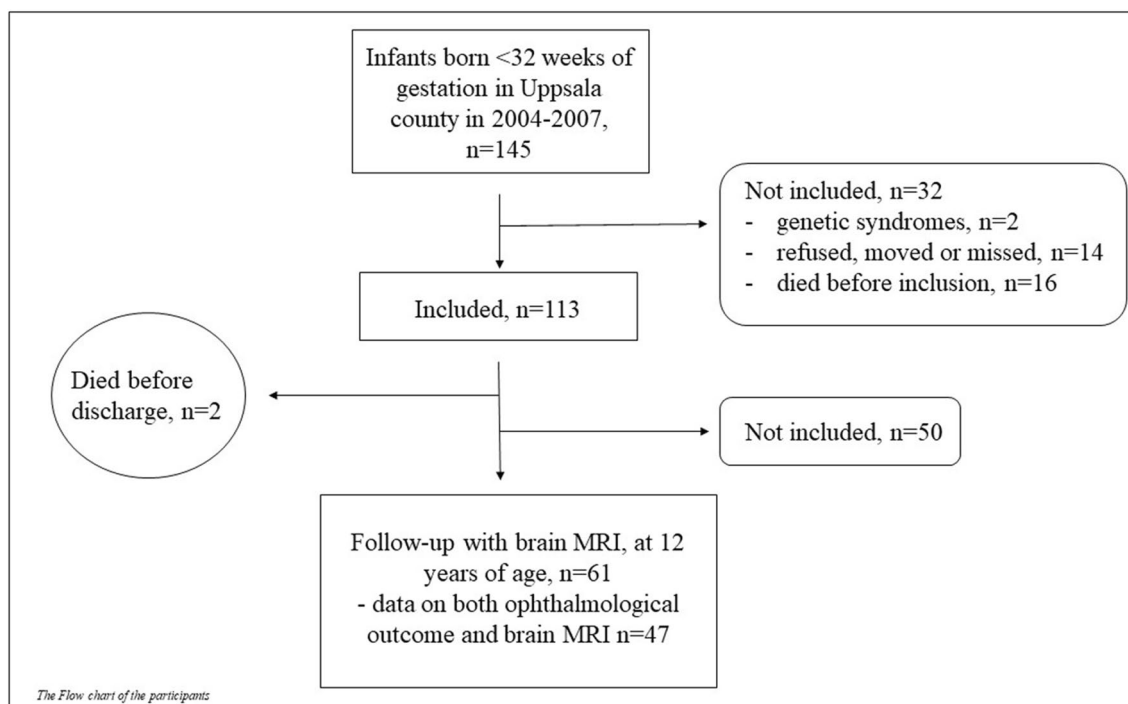 Infants born <32 weeks of
gestation in Uppsala
county in 2004-2007,
n=145
Not included, n=32
- genetic syndromes, n=2
- refused, moved or missed, n=14
- died before inclusion, n=16
Included, n=113
Died before
discharge, n=2
Not included, n=50
Follow-up with brain MRI, at 12
years of age, n=61
- data on both ophthalmological
outcome and brain MRI n=47
The Flow chart of the participants